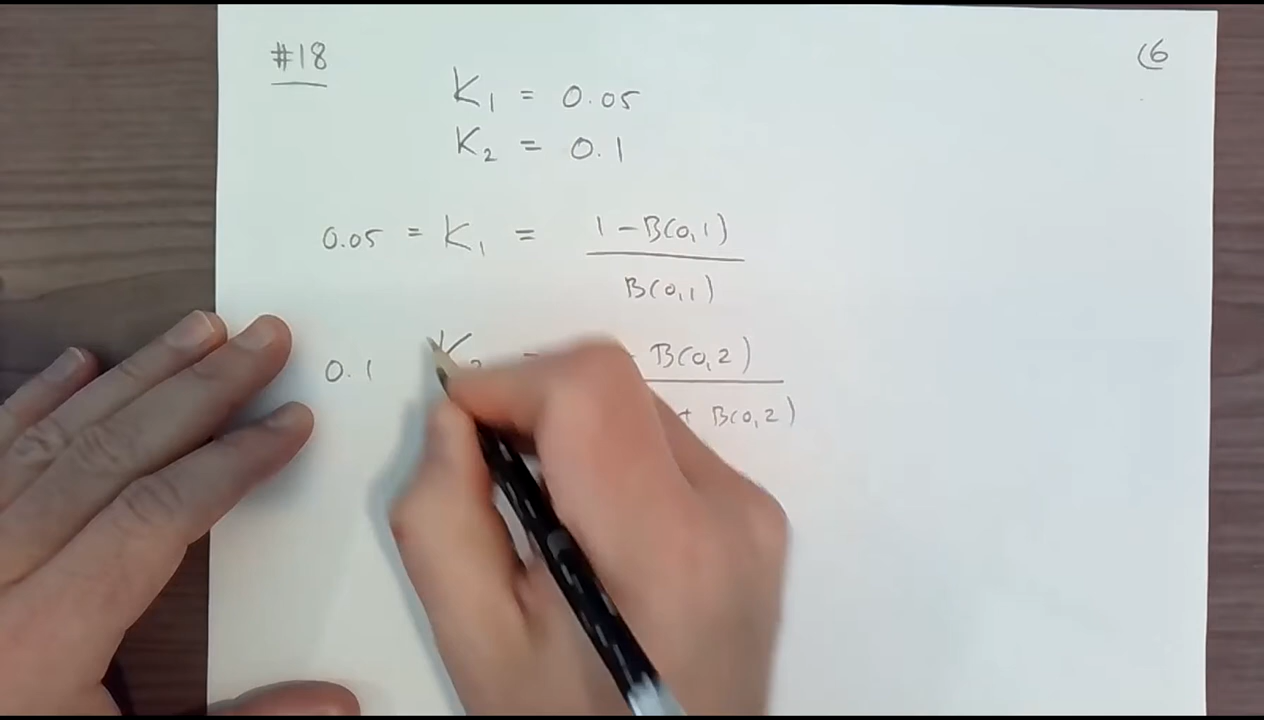 #18
(6
K₁ = 0.05
K₂ = 0.1
0.05 = K₁ = 1 - B(0,1)
B(0,1)
0.1 K₂ = - B(0,2)
+ B(0,2)